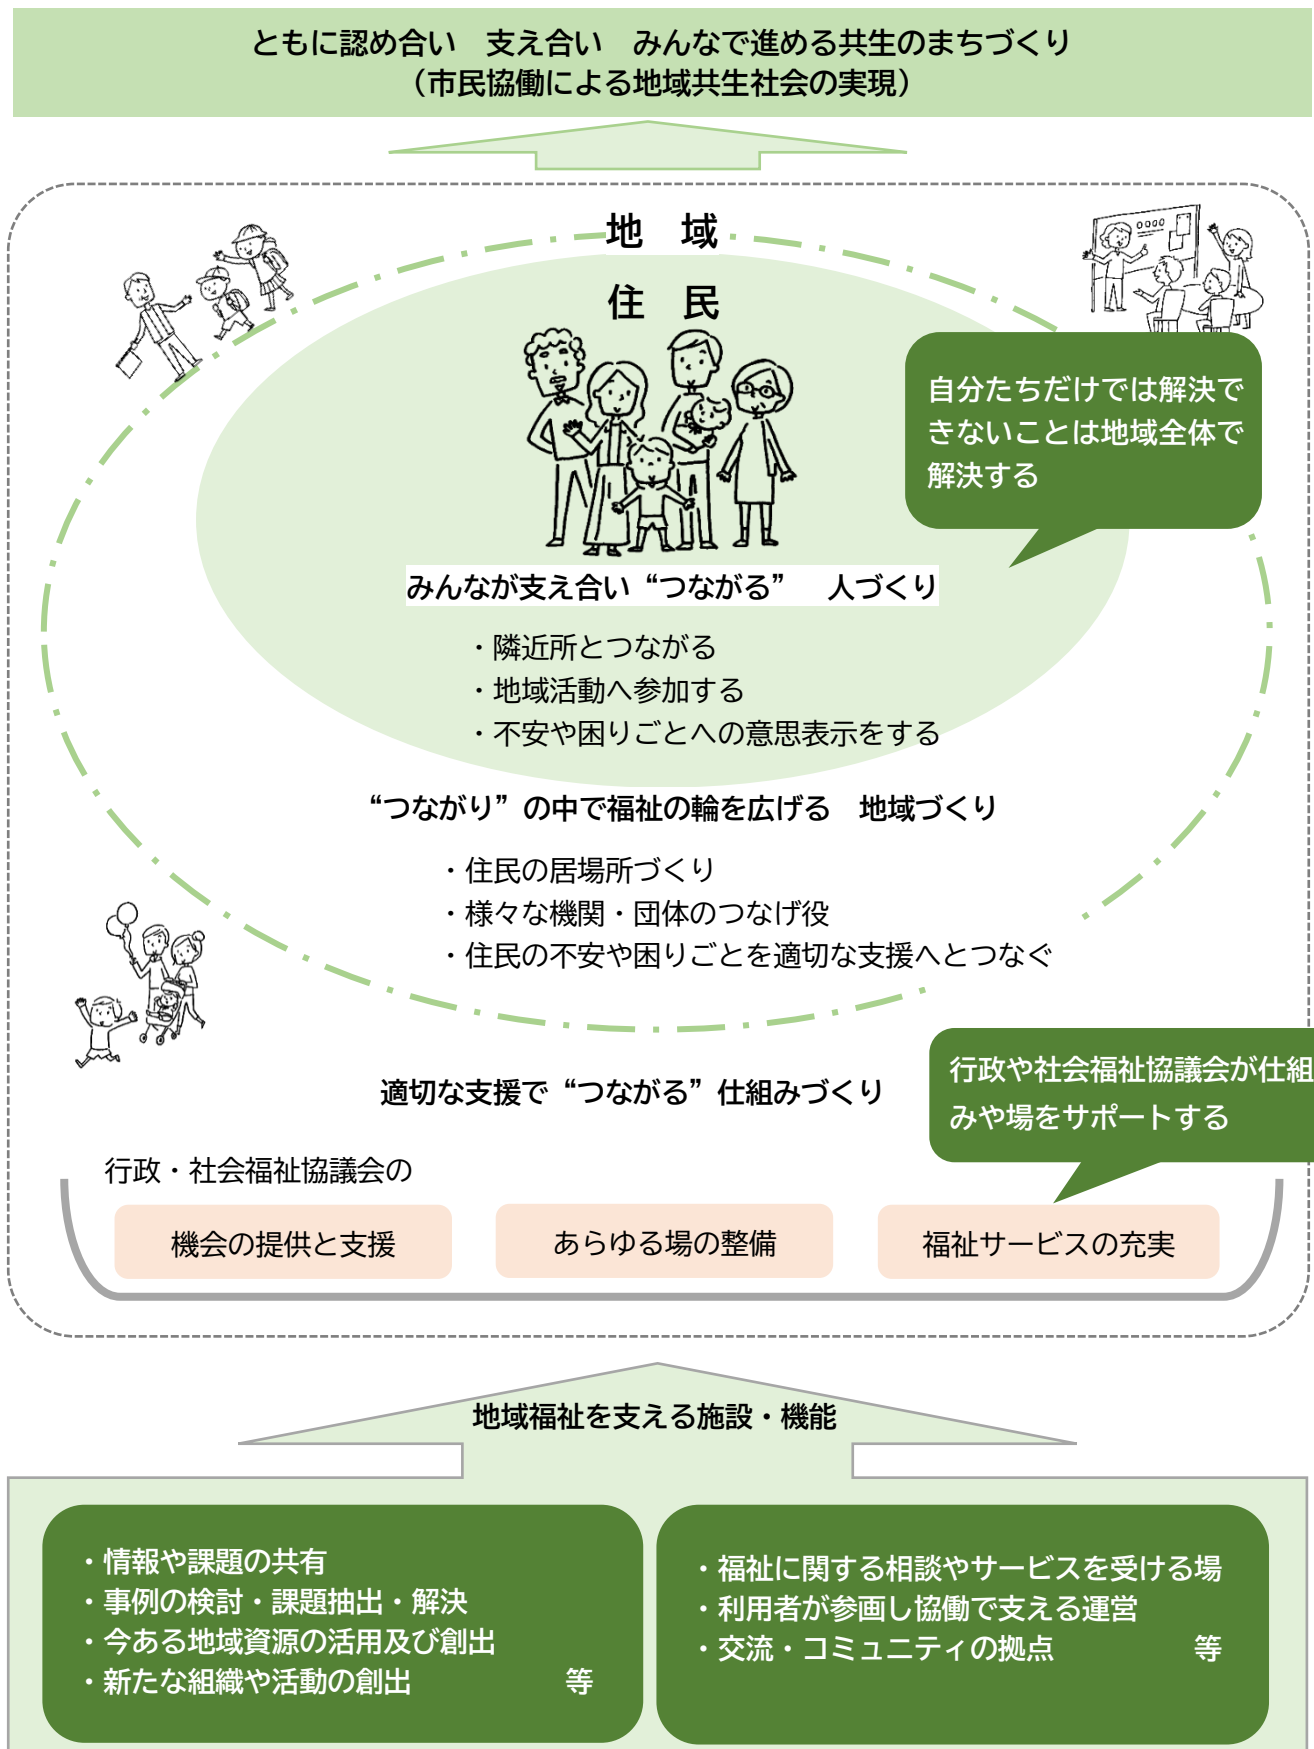 ともに認め合い　支え合い　みんなで進める共生のまちづくり
（市民協働による地域共生社会の実現）
地　域
住　民
自分たちだけでは解決で
きないことは地域全体で
解決する
みんなが支え合い“つながる”　人づくり
・隣近所とつながる
・地域活動へ参加する
・不安や困りごとへの意思表示をする
“つながり”の中で福祉の輪を広げる　地域づくり
・住民の居場所づくり
・様々な機関・団体のつなげ役
・住民の不安や困りごとを適切な支援へとつなぐ
適切な支援で“つながる”仕組みづくり
行政や社会福祉協議会が仕組
みや場をサポートする
行政・社会福祉協議会の
機会の提供と支援
あらゆる場の整備
福祉サービスの充実
地域福祉を支える施設・機能
・情報や課題の共有
・事例の検討・課題抽出・解決
・今ある地域資源の活用及び創出
・新たな組織や活動の創出　　　　　等
・福祉に関する相談やサービスを受ける場
・利用者が参画し協働で支える運営
・交流・コミュニティの拠点　　　　　等